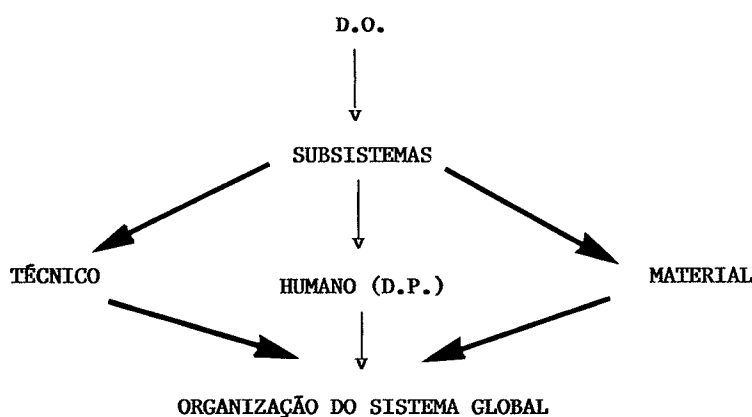 D.O.
SUBSISTEMAS
TÉCNICO
HUMANO (D.P.)
MATERIAL
ORGANIZAÇÃO DO SISTEMA GLOBAL